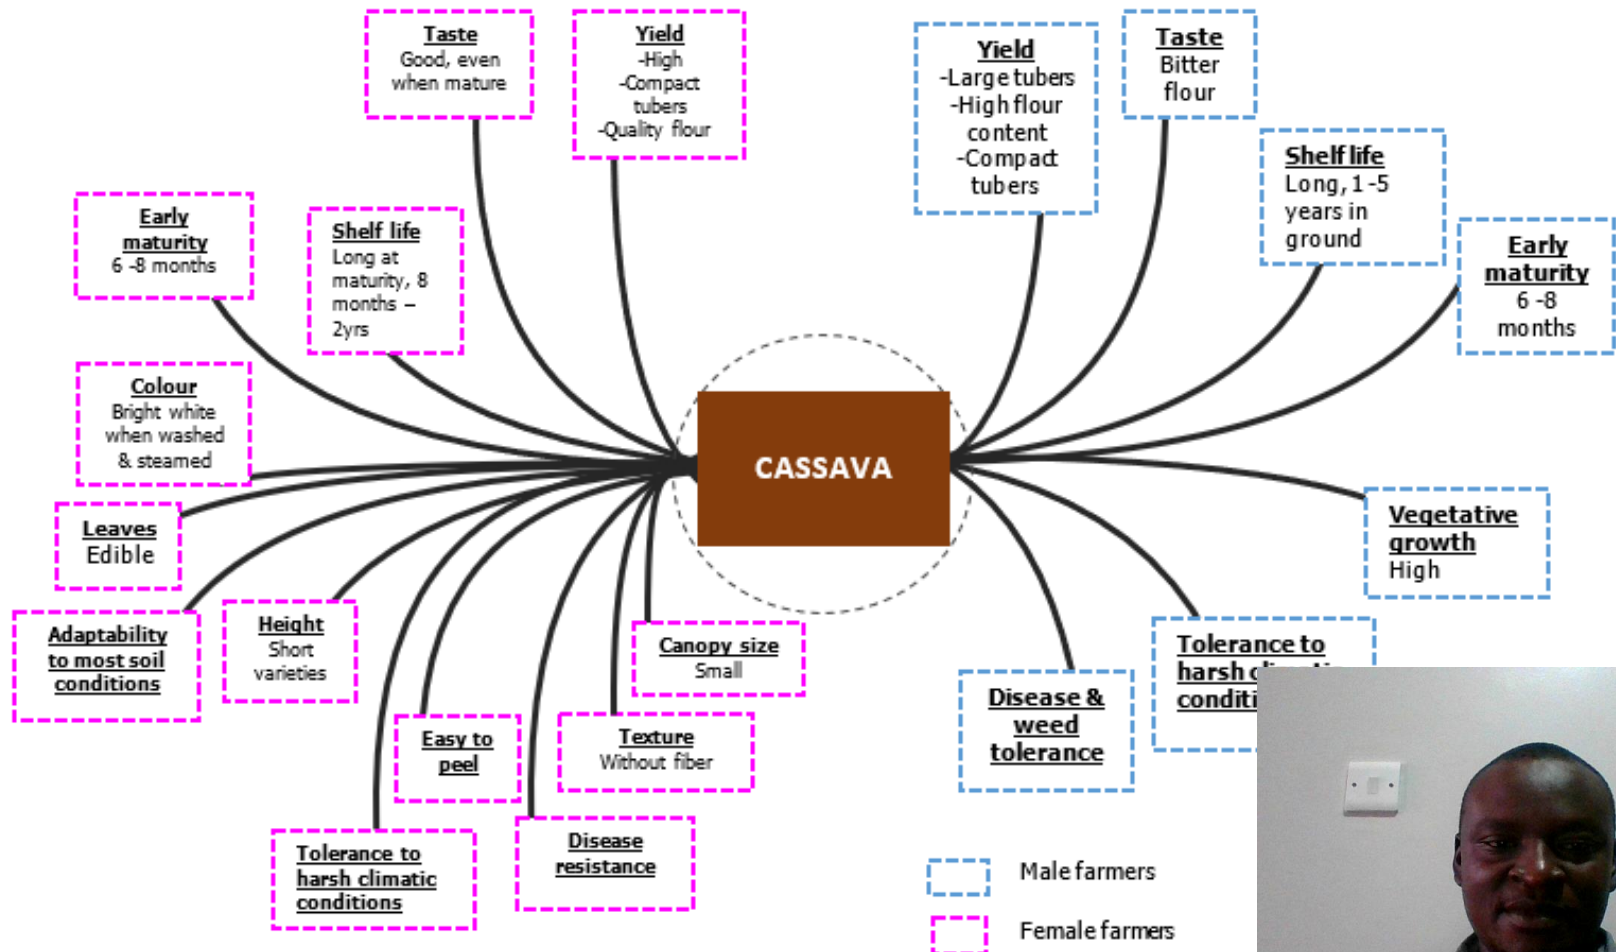 Taste
Good, even
when mature
Yield
-High
-Compact
tubers
-Quality flour
Early
maturity
6 -8 months
Shelf life
Long at
maturity, 8
months –
2yrs
Colour
Bright white
when washed
& steamed
Leaves
Edible
Adaptability
to most soil
conditions
Height
Short
varieties
Tolerance to
harsh climatic
conditions
Easy to
peel
Disease
resistance
Texture
Without fiber
Canopy size
Small
CASSAVA
Yield
-Large tubers
-High flour
content
-Compact
tubers
Taste
Bitter
flour
Shelf life
Long, 1 -5
years in
ground
Early
maturity
6 -8
months
Vegetative
growth
High
Tolerance to
harsh climatic
Disease &
weed
tolerance
Male farmers
Female farmers